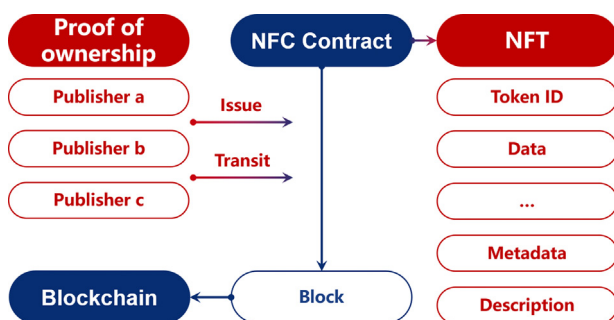 Proof of
ownership
Publisher a
Publisher b
Publisher c
Issue
Transit
NFC Contract
Block
Blockchain
NFT
Token ID
Data
...
Metadata
Description